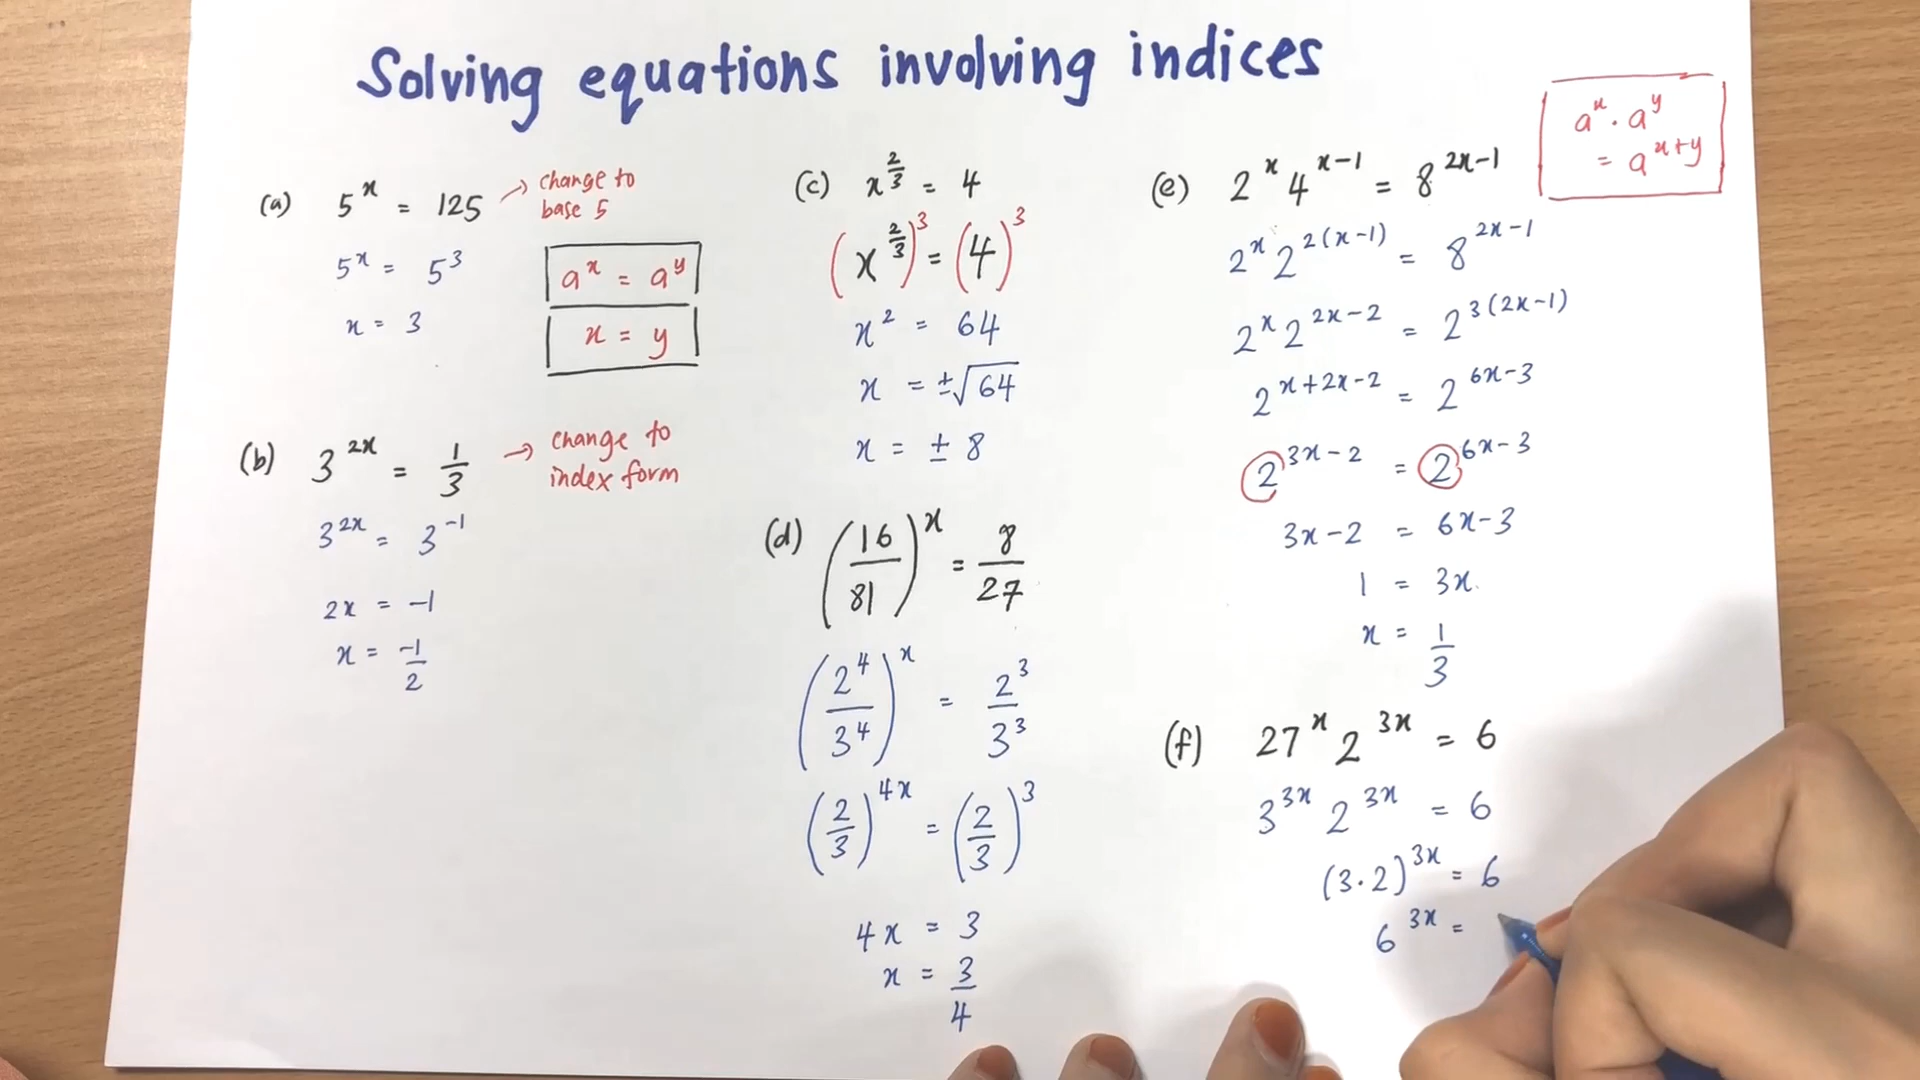 Solving equations involving indices
(a) 5^x = 125 → change to base 5
5^x = 5^3
x = 3
a^x = a^y
x = y
(b) 3^{2x} = 1/3 → change to index form
3^{2x} = 3^{-1}
2x = -1
x = -1/2
(c) x^{2/3} = 4
(x^{2/3})^3 = (4)^3
x^2 = 64
x = ±√64
x = ± 8
(d) (16/81)^x = 8/27
(2^4/3^4)^x = 2^3/3^3
(2/3)^{4x} = (2/3)^3
4x = 3
x = 3/4
(e) 2^x 4^{x-1} = 8^{2x-1}
2^x 2^{2(x-1)} = 8^{2x-1}
2^x 2^{2x-2} = 2^{3(2x-1)}
2^{x+2x-2} = 2^{6x-3}
2^{3x-2} = 2^{6x-3}
3x-2 = 6x-3
1 = 3x
x = 1/3
a^x · a^y
= a^{x+y}
(f) 27^x 2^{3x} = 6
3^{3x} 2^{3x} = 6
(3·2)^{3x} = 6
6^{3x} =